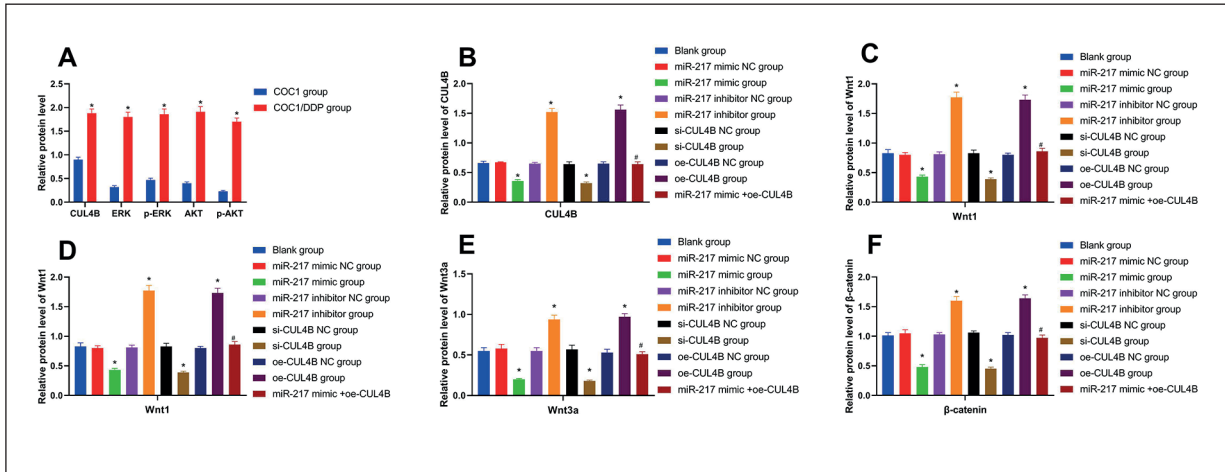 A
Relative protein level
2.5
2.0
1.5
1.0
0.5
0.0
CUL4B ERK p-ERK AKT p-AKT
* * * * *
COC1 group
COC1/DDP group
B
Relative protein level of CUL4B
2.0
1.5
1.0
0.5
0.0
* * * * #
CUL4B
Blank group
miR-217 mimic NC group
miR-217 mimic group
miR-217 inhibitor NC group
miR-217 inhibitor group
si-CUL4B NC group
si-CUL4B group
oe-CUL4B NC group
oe-CUL4B group
miR-217 mimic +oe-CUL4B
C
Relative protein level of Wnt1
2.0
1.5
1.0
0.5
0.0
* * * * #
Wnt1
Blank group
miR-217 mimic NC group
miR-217 mimic group
miR-217 inhibitor NC group
miR-217 inhibitor group
si-CUL4B NC group
si-CUL4B group
oe-CUL4B NC group
oe-CUL4B group
miR-217 mimic +oe-CUL4B
D
Relative protein level of Wnt1
2.0
1.5
1.0
0.5
0.0
* * * * #
Wnt1
Blank group
miR-217 mimic NC group
miR-217 mimic group
miR-217 inhibitor NC group
miR-217 inhibitor group
si-CUL4B NC group
si-CUL4B group
oe-CUL4B NC group
oe-CUL4B group
miR-217 mimic +oe-CUL4B
E
Relative protein level of Wnt3a
1.5
1.0
0.5
0.0
* * * * #
Wnt3a
Blank group
miR-217 mimic NC group
miR-217 mimic group
miR-217 inhibitor NC group
miR-217 inhibitor group
si-CUL4B NC group
si-CUL4B group
oe-CUL4B NC group
oe-CUL4B group
miR-217 mimic +oe-CUL4B
F
Relative protein level of β-catenin
2.0
1.5
1.0
0.5
0.0
* * * * #
β-catenin
Blank group
miR-217 mimic NC group
miR-217 mimic group
miR-217 inhibitor NC group
miR-217 inhibitor group
si-CUL4B NC group
si-CUL4B group
oe-CUL4B NC group
oe-CUL4B group
miR-217 mimic +oe-CUL4B